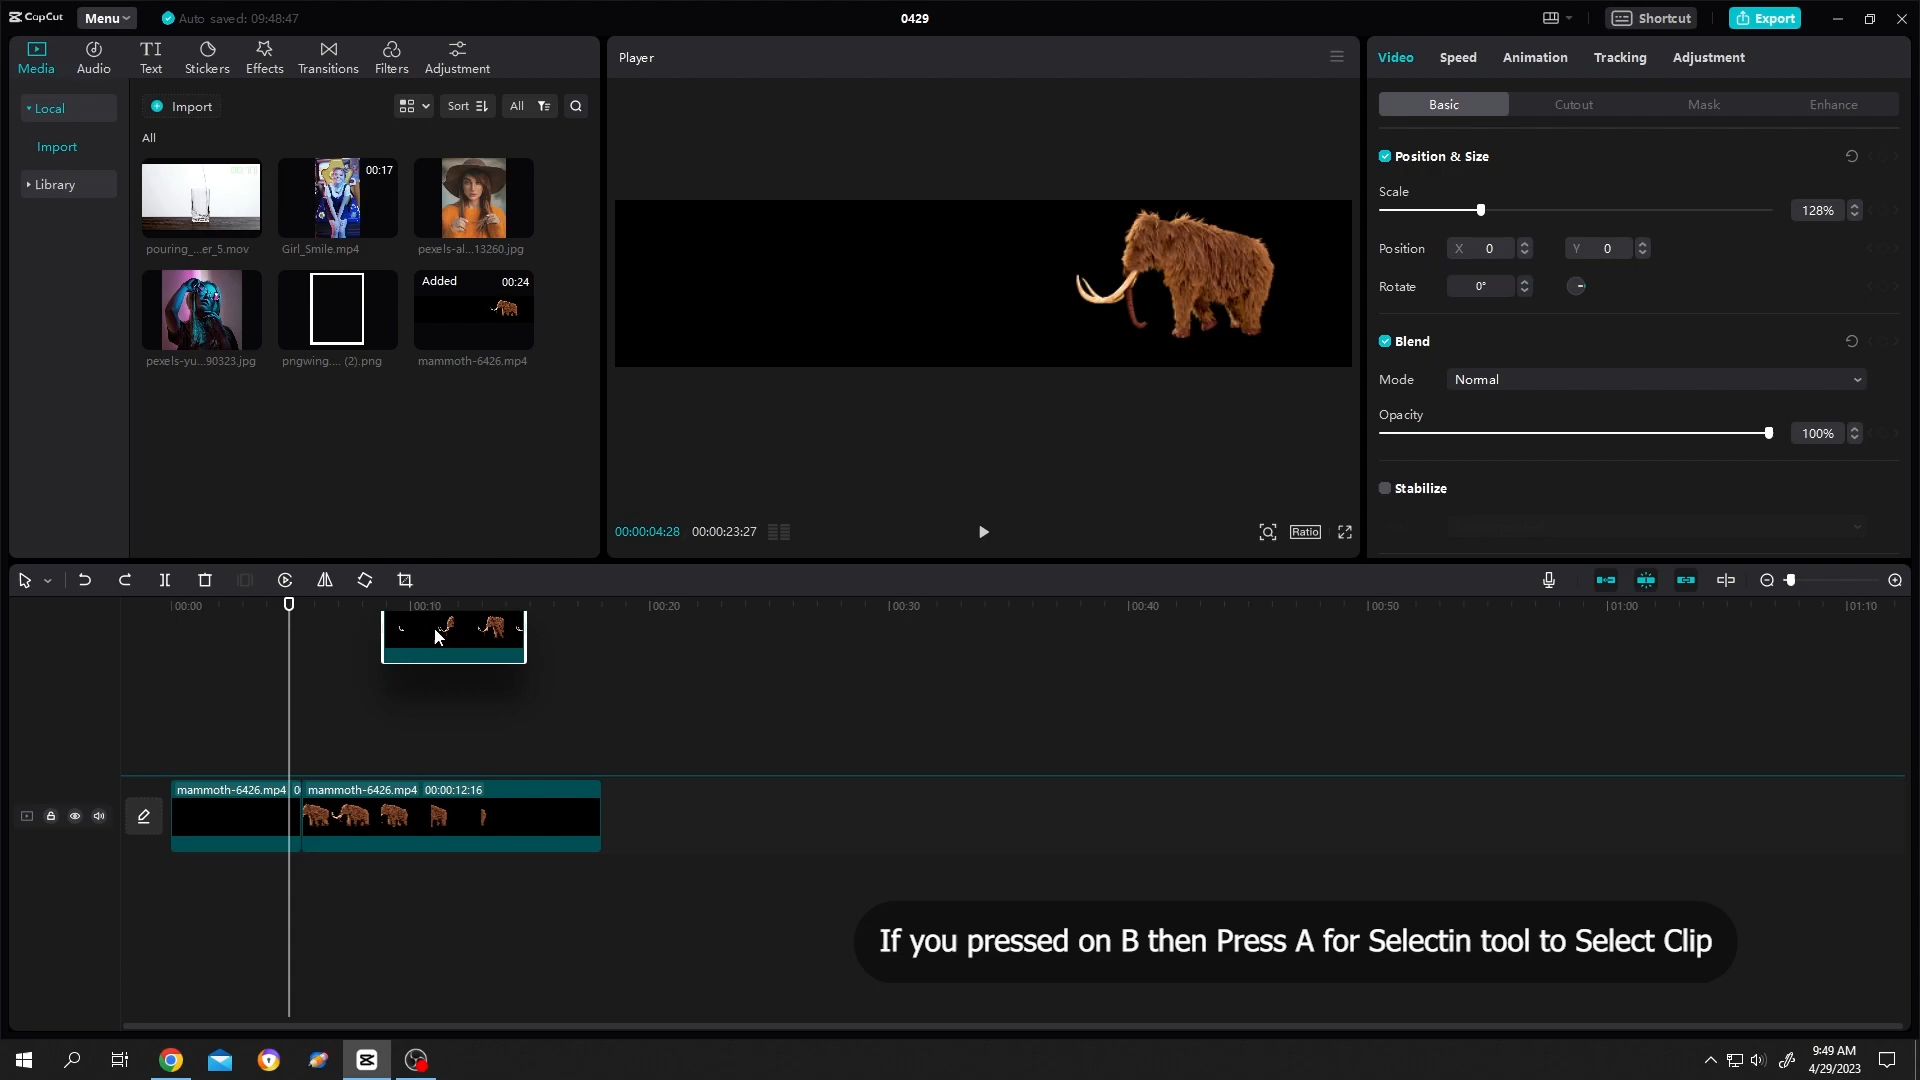 CapCut
Menu
Auto saved: 09:48:47
0429
Shortcut
Export
Media
Audio
TI
Text
Stickers
Effects
Transitions
Filters
Adjustment
Player
Video
Speed
Animation
Tracking
Adjustment
Local
Import
Library
Import
Sort
All
All
Basic
Cutout
Mask
Enhance
pouring_...er_5.mov
00:17
Girl_Smile.mp4
pexels-al...13260.jpg
pexels-yu...90323.jpg
pngwing.... (2).png
Added
00:24
mammoth-6426.mp4
Position & Size
Scale
128%
Position
X 0
Y 0
Rotate
0°
Blend
Mode
Normal
Opacity
100%
Stabilize
00:00:04:28
00:00:23:27
Ratio
00:00
00:10
00:20
00:30
00:40
00:50
01:00
01:10
mammoth-6426.mp4 0
mammoth-6426.mp4 00:00:12:16
If you pressed on B then Press A for Selectin tool to Select Clip
9:49 AM
4/29/2023